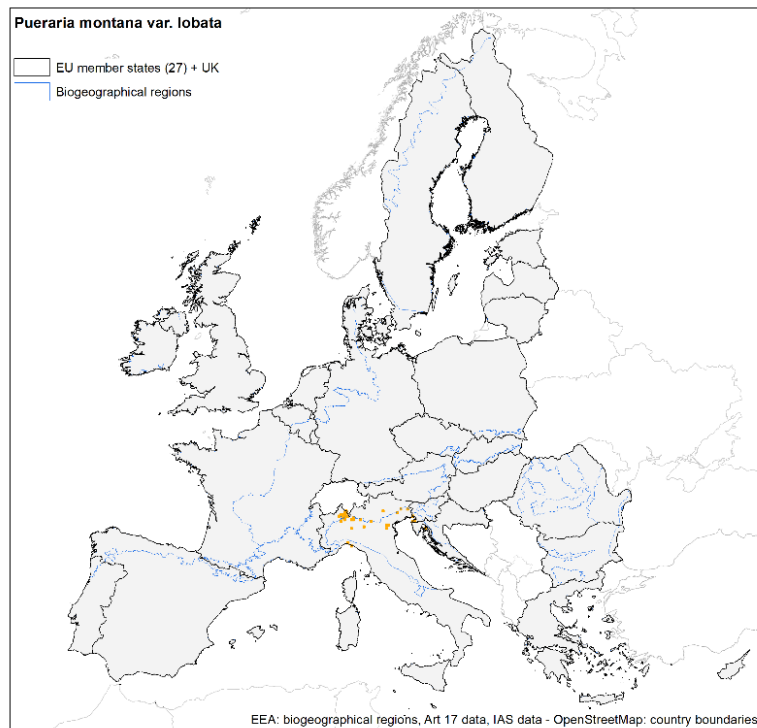 Pueraria montana var. lobata
EU member states (27) + UK
Biogeographical regions
EEA: biogeographical regions, Art 17 data, IAS data - OpenStreetMap: country boundaries